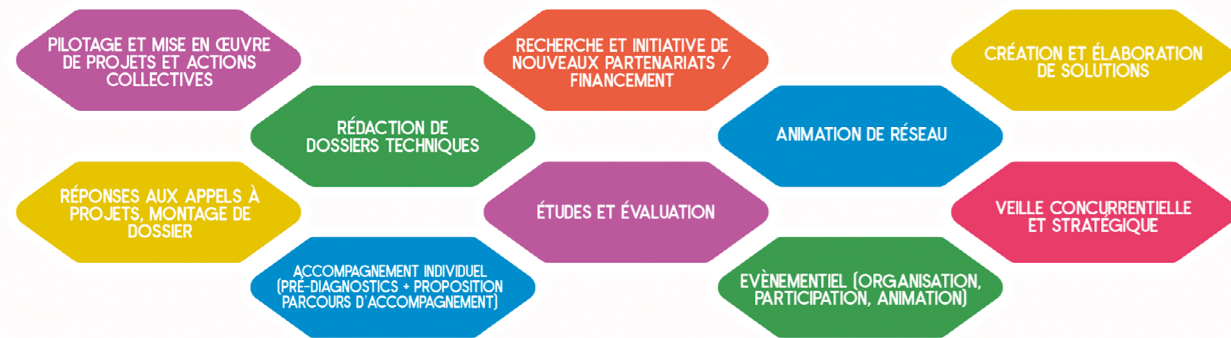 PILOTAGE ET MISE EN ŒUVRE
DE PROJETS ET ACTIONS
COLLECTIVES
RECHERCHE ET INITIATIVE DE
NOUVEAUX PARTENARIATS /
FINANCEMENT
CRÉATION ET ÉLABORATION
DE SOLUTIONS
RÉDACTION DE
DOSSIERS TECHNIQUES
ANIMATION DE RÉSEAU
RÉPONSES AUX APPELS À
PROJETS, MONTAGE DE
DOSSIER
ÉTUDES ET ÉVALUATION
VEILLE CONCURRENTIELLE
ET STRATÉGIQUE
ACCOMPAGNEMENT INDIVIDUEL
(PRÉ-DIAGNOSTICS + PROPOSITION
PARCOURS D'ACCOMPAGNEMENT)
EVÈNEMENTIEL (ORGANISATION,
PARTICIPATION, ANIMATION)